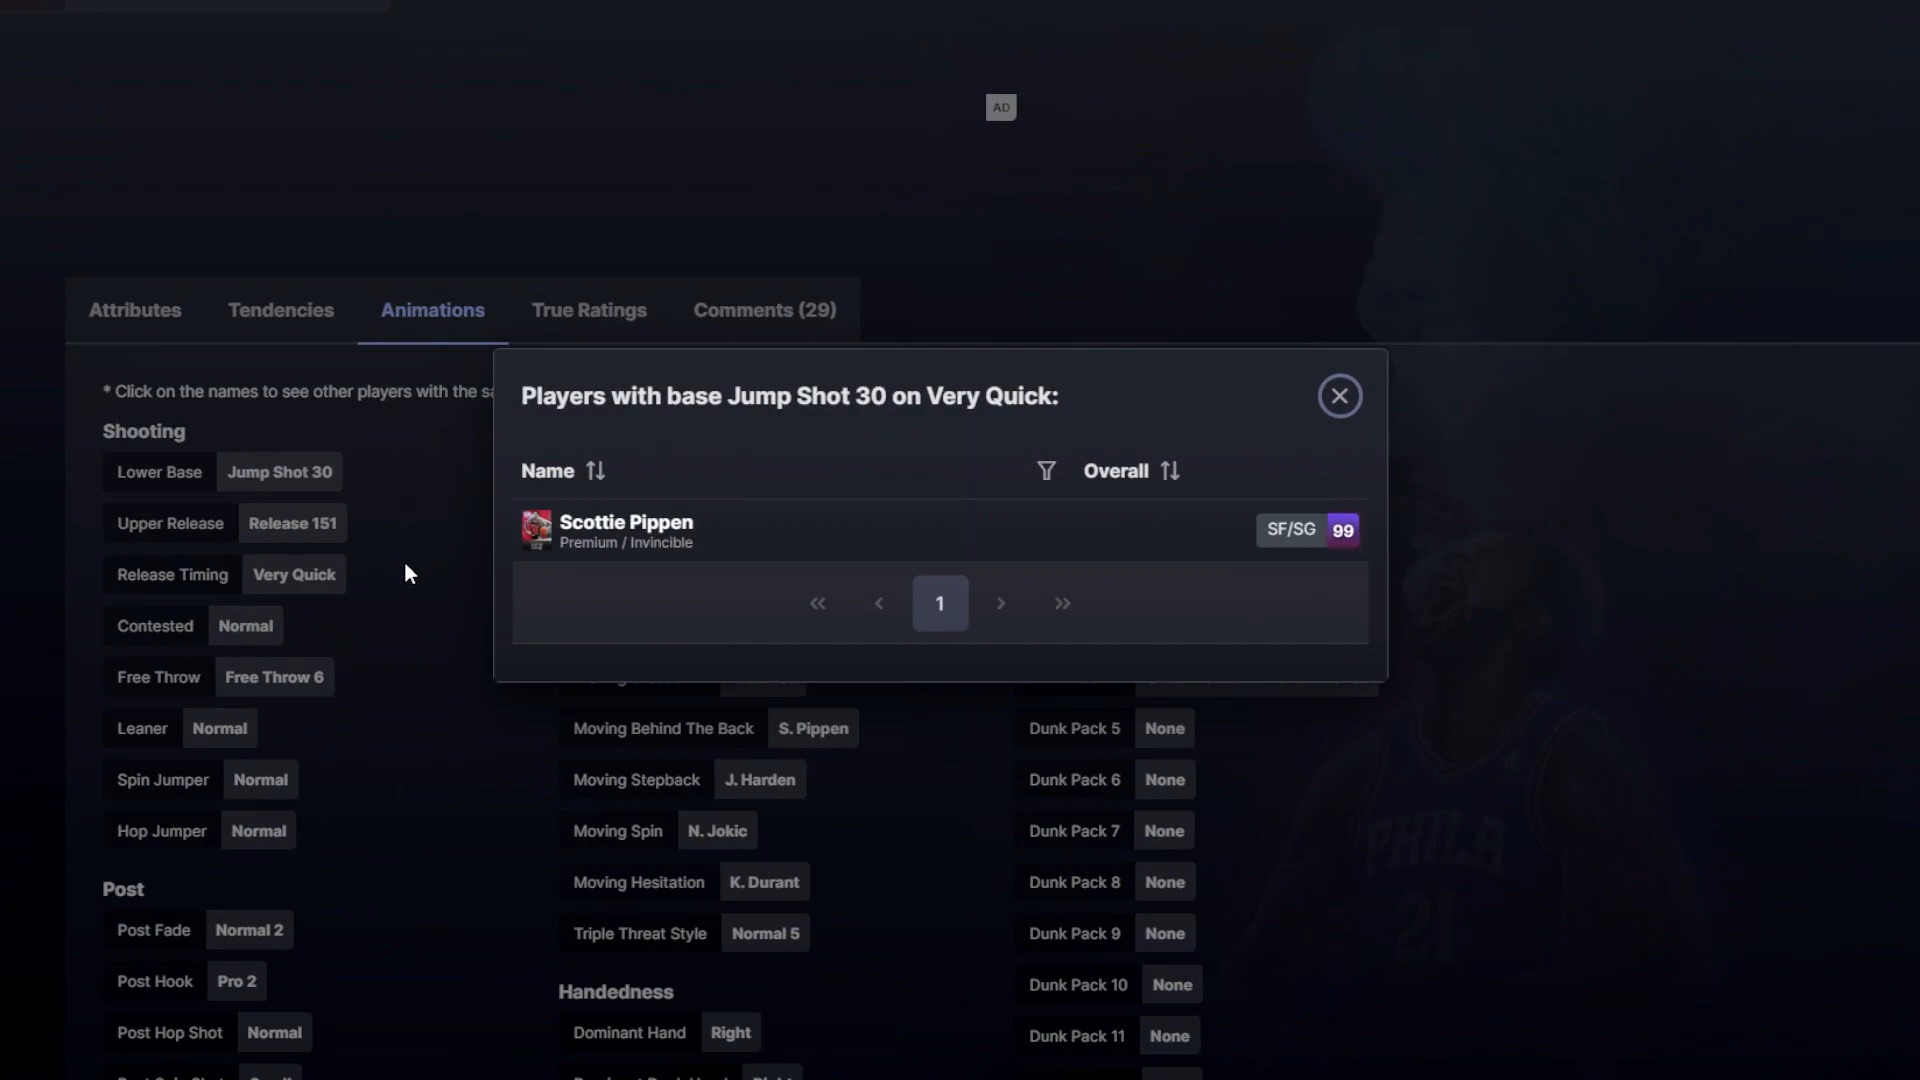 AD
Attributes Tendencies Animations True Ratings Comments (29)
* Click on the names to see other players with the
Shooting
Lower Base Jump Shot 30
Upper Release Release 151
Release Timing Very Quick
Contested Normal
Free Throw Free Throw 6
Leaner Normal
Spin Jumper Normal
Hop Jumper Normal
Post
Post Fade Normal 2
Post Hook Pro 2
Post Hop Shot Normal
Players with base Jump Shot 30 on Very Quick:
Name Overall
Scottie Pippen
Premium / Invincible
SF/SG 99
1
Moving Behind The Back S. Pippen
Moving Stepback J. Harden
Moving Spin N. Jokic
Moving Hesitation K. Durant
Triple Threat Style Normal 5
Handedness
Dominant Hand Right
Dunk Pack 5 None
Dunk Pack 6 None
Dunk Pack 7 None
Dunk Pack 8 None
Dunk Pack 9 None
Dunk Pack 10 None
Dunk Pack 11 None
PHILA
21